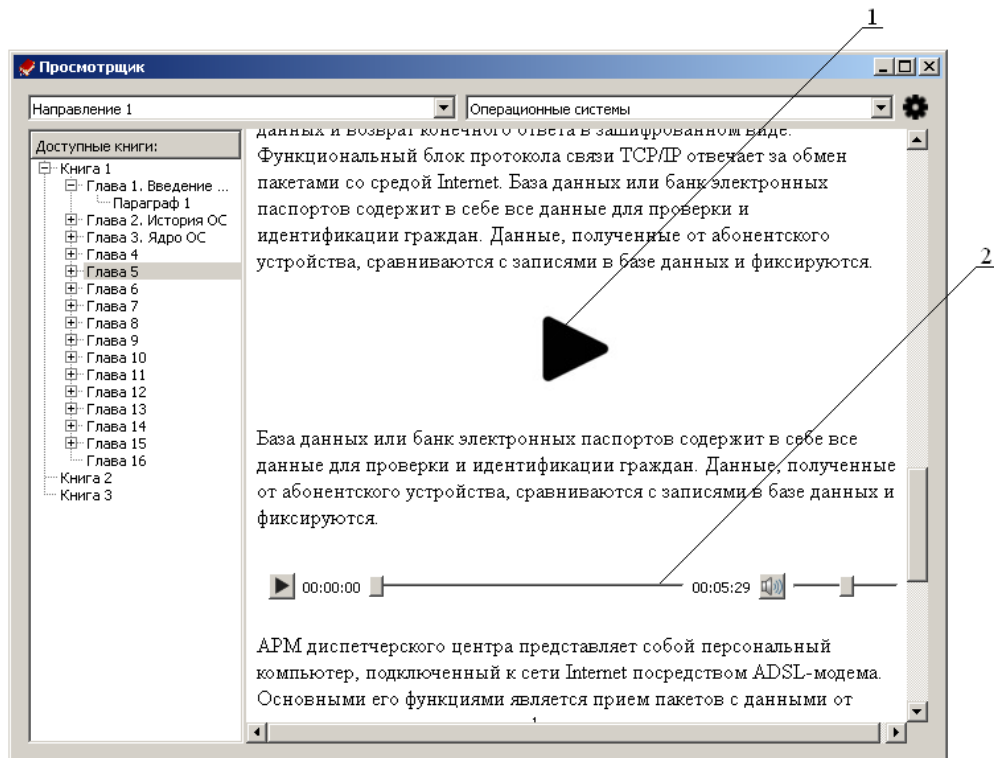 1
Просмотрщик
Направление 1
Операционные системы
Доступные книги:
Книга 1
Глава 1. Введение ...
Параграф 1
Глава 2. История ОС
Глава 3. Ядро ОС
Глава 4
Глава 5
Глава 6
Глава 7
Глава 8
Глава 9
Глава 10
Глава 11
Глава 12
Глава 13
Глава 14
Глава 15
Глава 16
Книга 2
Книга 3
данных и возврат конечного ответа в зашифрованном виде.
Функциональный блок протокола связи TCP/IP отвечает за обмен
пакетами со средой Internet. База данных или банк электронных
паспортов содержит в себе все данные для проверки и
идентификации граждан. Данные, полученные от абонентского
устройства, сравниваются с записями в базе данных и фиксируются.
2
База данных или банк электронных паспортов содержит в себе все
данные для проверки и идентификации граждан. Данные, полученные
от абонентского устройства, сравниваются с записями в базе данных и
фиксируются.
00:00:00 00:05:29
АРМ диспетчерского центра представляет собой персональный
компьютер, подключенный к сети Internet посредством ADSL-модема.
Основными его функциями является прием пакетов с данными от